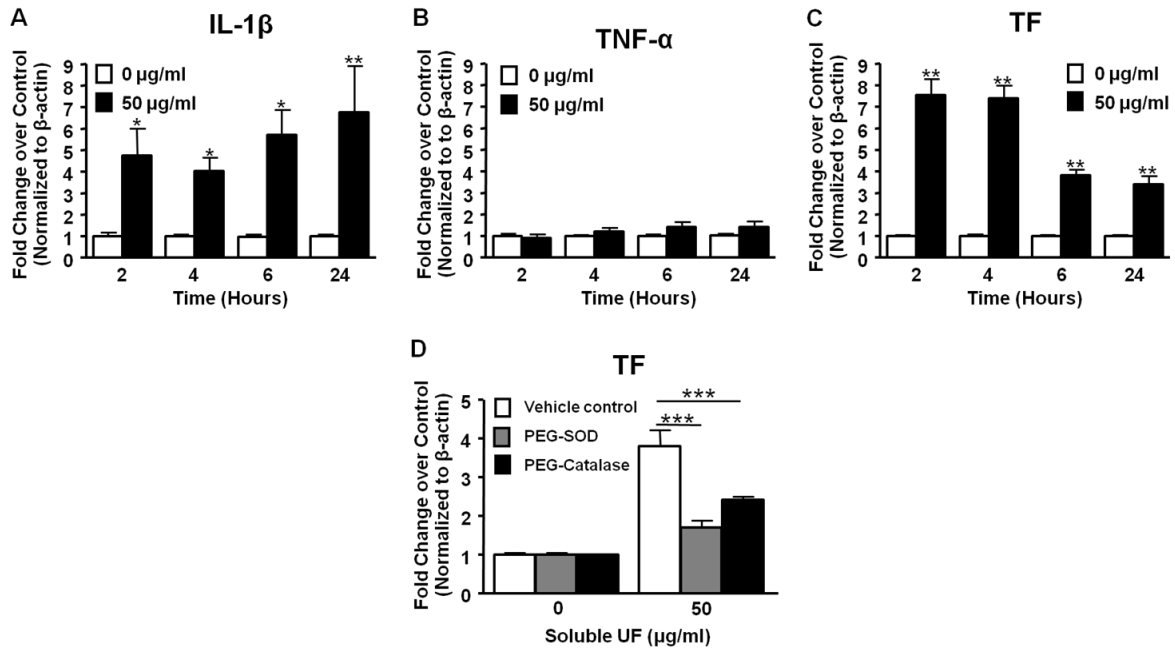 A
IL-1β
Fold Change over Control
(Normalized to β-actin)
9
8
7
6
5
4
3
2
1
0
0 µg/ml
50 µg/ml
*
*
*
**
2 4 6 24
Time (Hours)
B
TNF-α
Fold Change over Control
(Normalized to to β-actin)
9
8
7
6
5
4
3
2
1
0
0 µg/ml
50 µg/ml
2 4 6 24
Time (Hours)
C
TF
Fold Change over Control
(Normalized to β-actin)
9
8
7
6
5
4
3
2
1
0
0 µg/ml
50 µg/ml
**
**
**
**
2 4 6 24
Time (Hours)
D
TF
Fold Change over Control
(Normalized to β-actin)
5
4
3
2
1
0
Vehicle control
PEG-SOD
PEG-Catalase
***
***
0 50
Soluble UF (µg/ml)